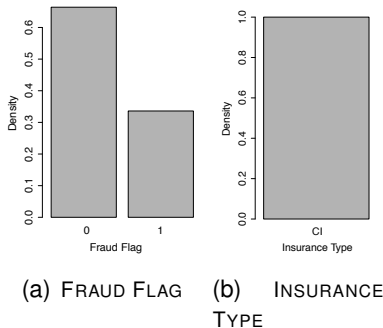 0.0 0.1 0.2 0.3 0.4 0.5 0.6
Density
0 1
Fraud Flag
0.0 0.2 0.4 0.6 0.8 1.0
Density
CI
Insurance Type
(a) FRAUD FLAG
(b) INSURANCE
TYPE